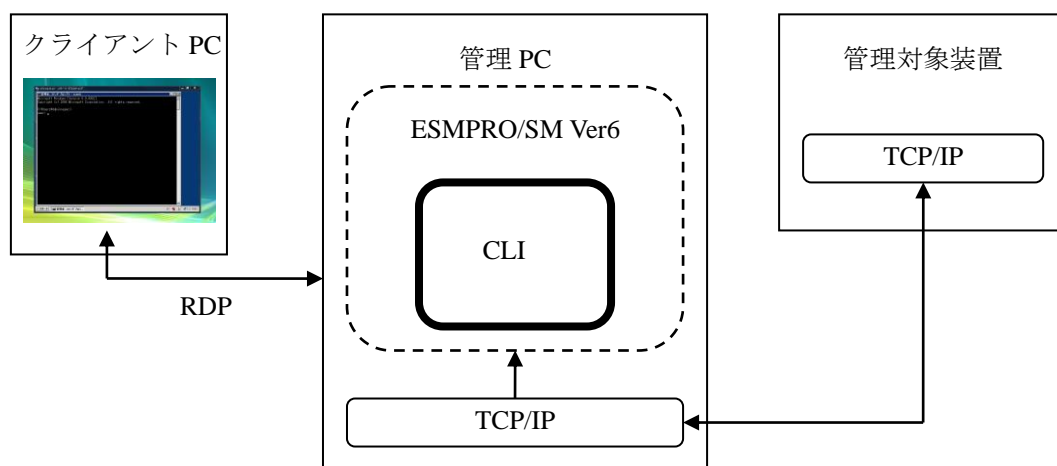 クライアント PC
管理 PC
管理対象装置
ESMPRO/SM Ver6
TCP/IP
CLI
RDP
TCP/IP